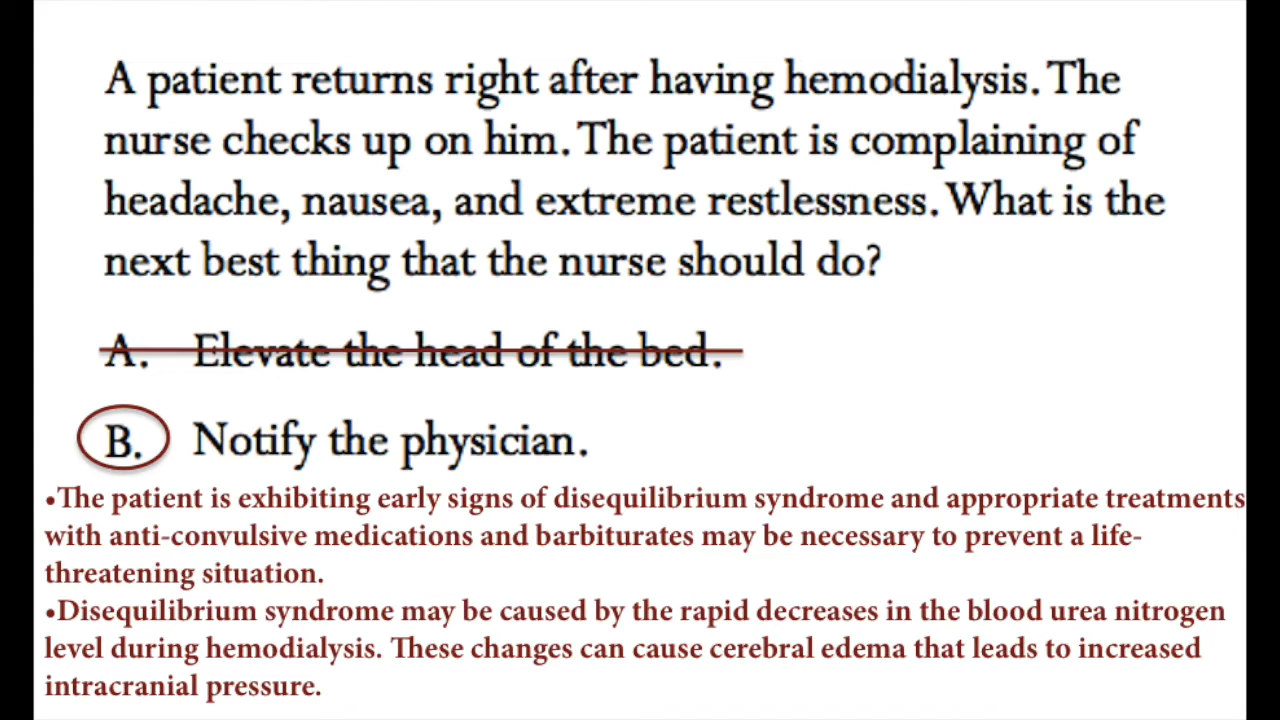 A patient returns right after having hemodialysis. The
nurse checks up on him. The patient is complaining of
headache, nausea, and extreme restlessness. What is the
next best thing that the nurse should do?
A. Elevate the head of the bed.
B. Notify the physician.
•The patient is exhibiting early signs of disequilibrium syndrome and appropriate treatments
with anti-convulsive medications and barbiturates may be necessary to prevent a life-
threatening situation.
•Disequilibrium syndrome may be caused by the rapid decreases in the blood urea nitrogen
level during hemodialysis. These changes can cause cerebral edema that leads to increased
intracranial pressure.